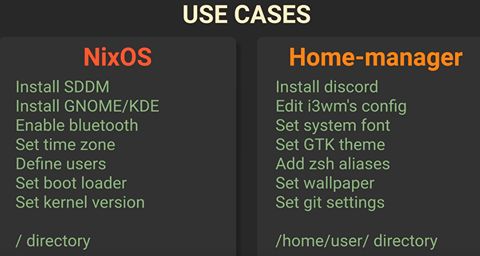 USE CASES
NixOS
Install SDDM
Install GNOME/KDE
Enable bluetooth
Set time zone
Define users
Set boot loader
Set kernel version
/ directory
Home-manager
Install discord
Edit i3wm's config
Set system font
Set GTK theme
Add zsh aliases
Set wallpaper
Set git settings
/home/user/ directory